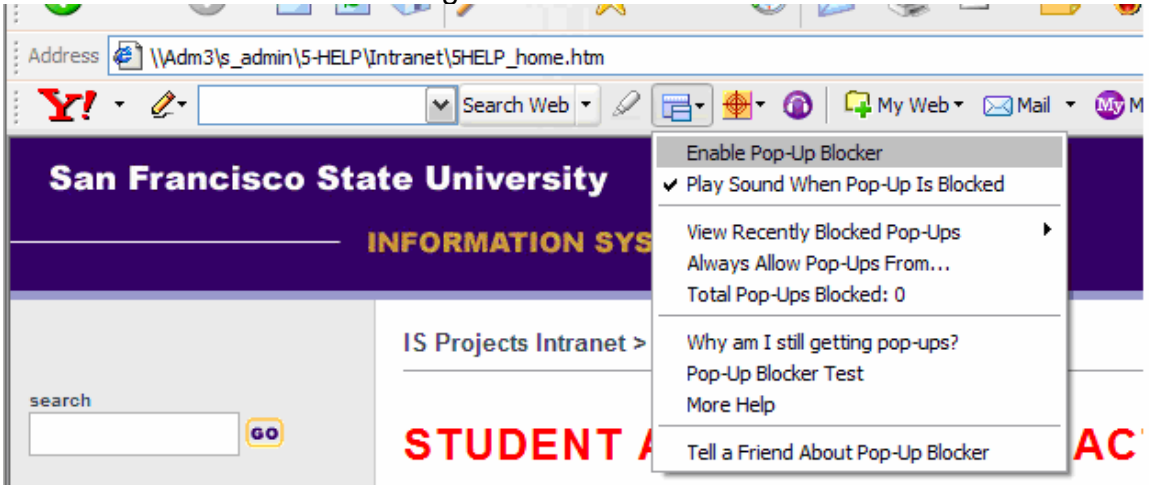 Address \\Adm3\s_admin\5-HELP\Intranet\5HELP_home.htm
Y! Search Web My Web Mail My M
San Francisco State University
INFORMATION SYS
Enable Pop-Up Blocker
Play Sound When Pop-Up Is Blocked
View Recently Blocked Pop-Ups
Always Allow Pop-Ups From...
Total Pop-Ups Blocked: 0
Why am I still getting pop-ups?
Pop-Up Blocker Test
More Help
Tell a Friend About Pop-Up Blocker
IS Projects Intranet >
search
GO
STUDENT A AC